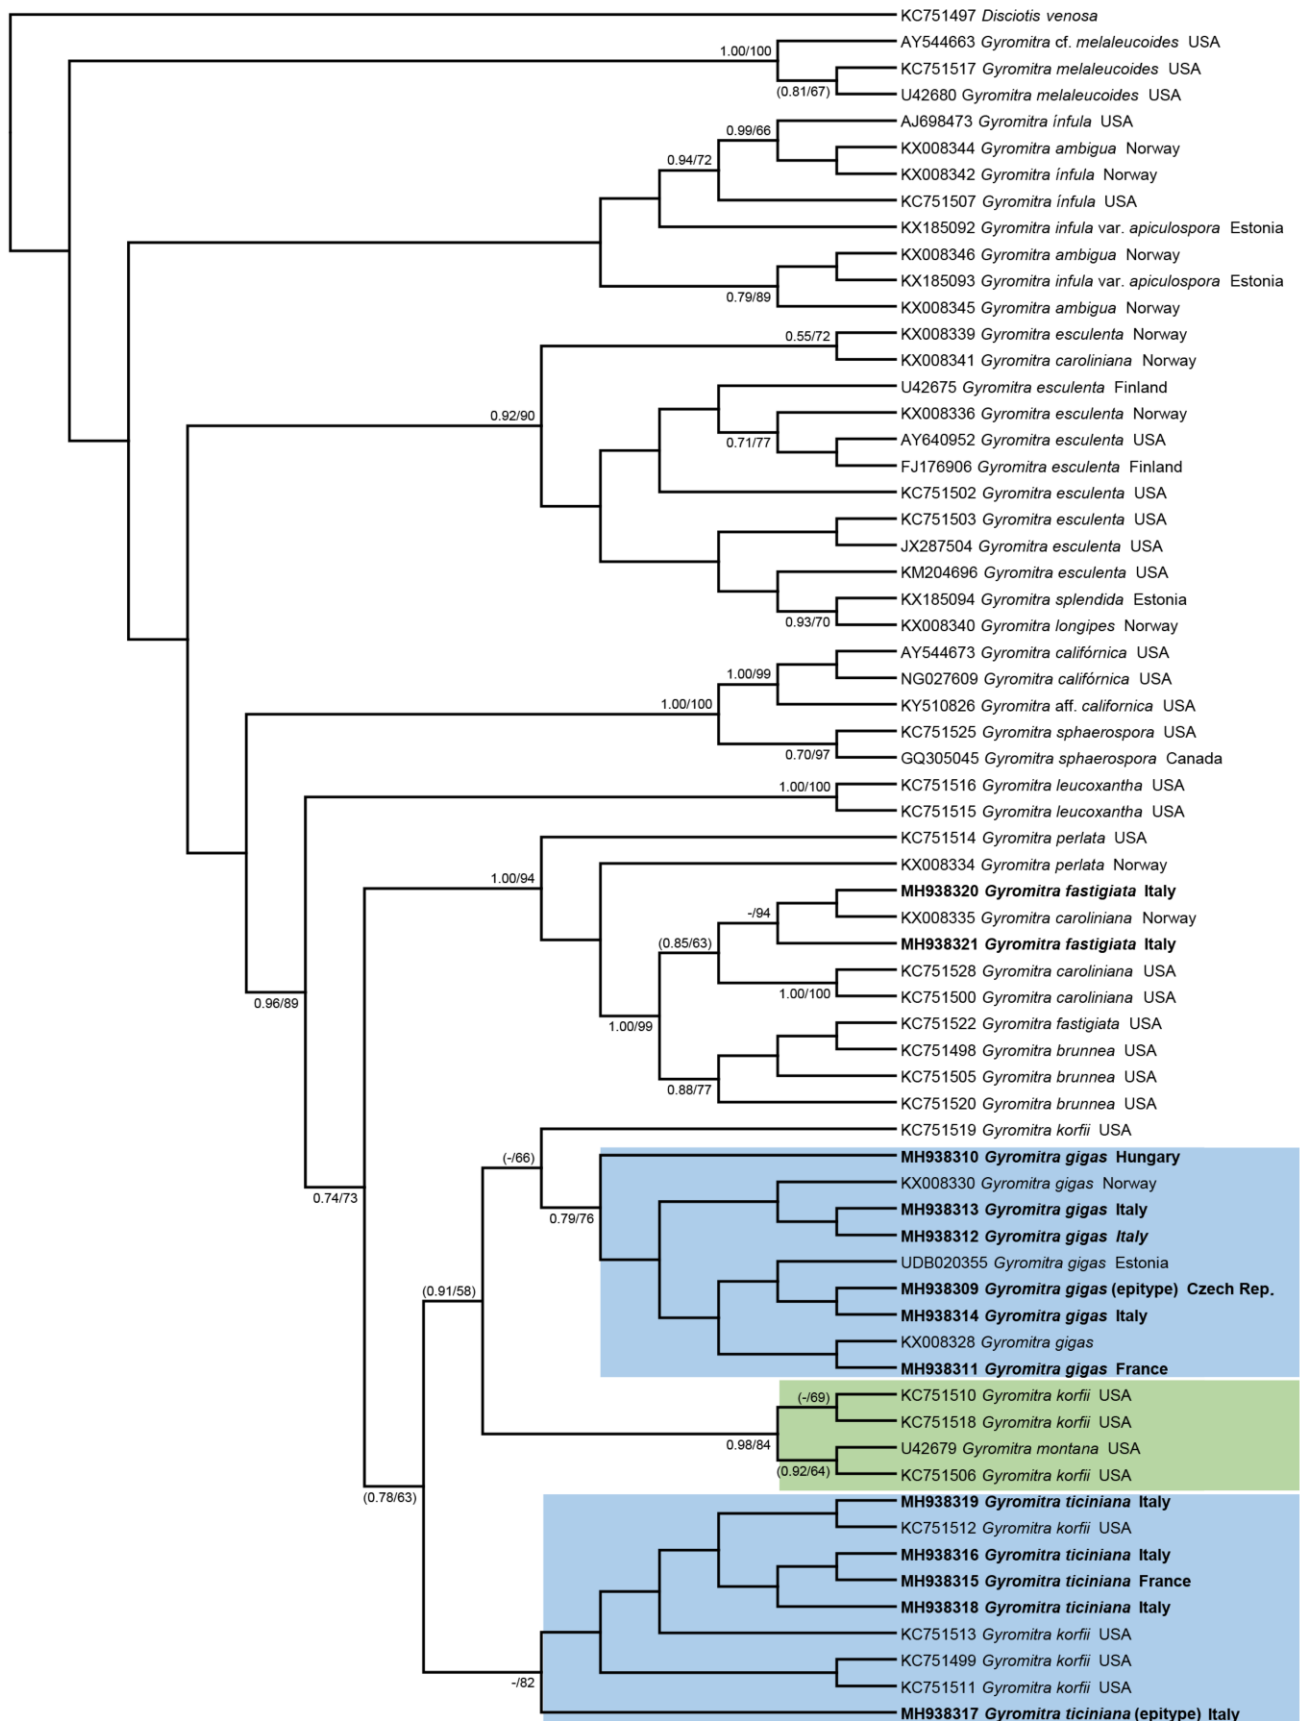 KC751497 Disciotis venosa
AY544663 Gyromitra cf. melaleucoides USA
1.00/100
KC751517 Gyromitra melaleucoides USA
(0.81/67)
U42680 Gyromitra melaleucoides USA
AJ698473 Gyromitra ínfula USA
0.99/66
KX008344 Gyromitra ambigua Norway
0.94/72
KX008342 Gyromitra ínfula Norway
KC751507 Gyromitra ínfula USA
KX185092 Gyromitra infula var. apiculospora Estonia
KX008346 Gyromitra ambigua Norway
KX185093 Gyromitra infula var. apiculospora Estonia
0.79/89
KX008345 Gyromitra ambigua Norway
KX008339 Gyromitra esculenta Norway
0.55/72
KX008341 Gyromitra caroliniana Norway
U42675 Gyromitra esculenta Finland
KX008336 Gyromitra esculenta Norway
0.92/90
AY640952 Gyromitra esculenta USA
0.71/77
FJ176906 Gyromitra esculenta Finland
KC751502 Gyromitra esculenta USA
KC751503 Gyromitra esculenta USA
JX287504 Gyromitra esculenta USA
KM204696 Gyromitra esculenta USA
KX185094 Gyromitra splendida Estonia
0.93/70
KX008340 Gyromitra longipes Norway
AY544673 Gyromitra califórnica USA
1.00/99
NG027609 Gyromitra califórnica USA
1.00/100
KY510826 Gyromitra aff. californica USA
KC751525 Gyromitra sphaerospora USA
0.70/97
GQ305045 Gyromitra sphaerospora Canada
1.00/100
KC751516 Gyromitra leucoxantha USA
KC751515 Gyromitra leucoxantha USA
KC751514 Gyromitra perlata USA
KX008334 Gyromitra perlata Norway
1.00/94
MH938320 Gyromitra fastigiata Italy
-/94
KX008335 Gyromitra caroliniana Norway
(0.85/63)
MH938321 Gyromitra fastigiata Italy
KC751528 Gyromitra caroliniana USA
1.00/100
KC751500 Gyromitra caroliniana USA
0.96/89
KC751522 Gyromitra fastigiata USA
1.00/99
KC751498 Gyromitra brunnea USA
KC751505 Gyromitra brunnea USA
0.88/77
KC751520 Gyromitra brunnea USA
KC751519 Gyromitra korfii USA
(-/66)
MH938310 Gyromitra gigas Hungary
KX008330 Gyromitra gigas Norway
0.74/73
MH938313 Gyromitra gigas Italy
0.79/76
MH938312 Gyromitra gigas Italy
UDB020355 Gyromitra gigas Estonia
(0.91/58)
MH938309 Gyromitra gigas (epitype) Czech Rep.
MH938314 Gyromitra gigas Italy
KX008328 Gyromitra gigas
MH938311 Gyromitra gigas France
KC751510 Gyromitra korfii USA
(-/69)
KC751518 Gyromitra korfii USA
0.98/84
U42679 Gyromitra montana USA
(0.92/64)
KC751506 Gyromitra korfii USA
(0.78/63)
MH938319 Gyromitra ticiniana Italy
KC751512 Gyromitra korfii USA
MH938316 Gyromitra ticiniana Italy
MH938315 Gyromitra ticiniana France
MH938318 Gyromitra ticiniana Italy
KC751513 Gyromitra korfii USA
KC751499 Gyromitra korfii USA
-/82
KC751511 Gyromitra korfii USA
MH938317 Gyromitra ticiniana (epitype) Italy